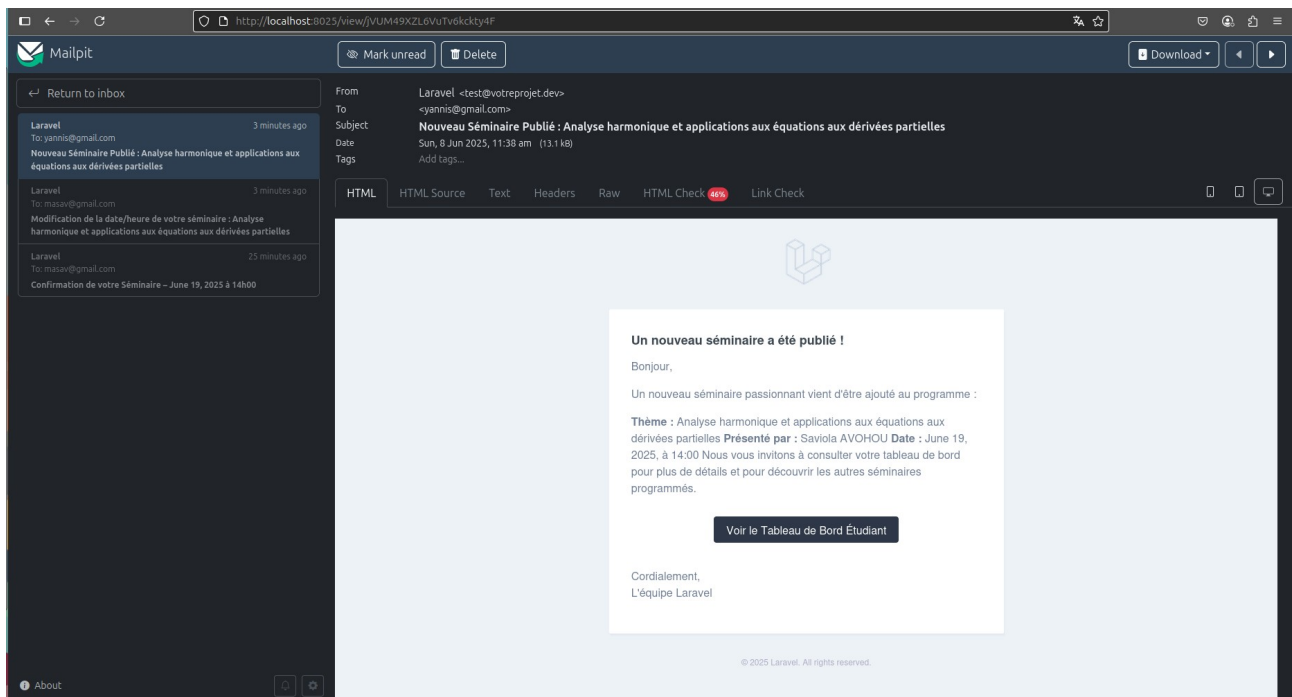 http://localhost:8025/view/jVUM49XZL6VuTv6kckty4F
Mailpit
Mark unread
Delete
Download
Return to inbox
Laravel 3 minutes ago
To: yannis@gmail.com
Nouveau Séminaire Publié : Analyse harmonique et applications aux
équations aux dérivées partielles
Laravel 3 minutes ago
To: masav@gmail.com
Modification de la date/heure de votre séminaire : Analyse
harmonique et applications aux équations aux dérivées partielles
Laravel 25 minutes ago
To: masav@gmail.com
Confirmation de votre Séminaire – June 19, 2025 à 14h00
About
From Laravel <test@votreprojet.dev>
To <yannis@gmail.com>
Subject Nouveau Séminaire Publié : Analyse harmonique et applications aux équations aux dérivées partielles
Date Sun, 8 Jun 2025, 11:38 am (13.1 kB)
Tags Add tags...
HTML HTML Source Text Headers Raw HTML Check 46% Link Check
Un nouveau séminaire a été publié !
Bonjour,
Un nouveau séminaire passionnant vient d'être ajouté au programme :
Thème : Analyse harmonique et applications aux équations aux
dérivées partielles Présenté par : Saviola AVOHOU Date : June 19,
2025, à 14:00 Nous vous invitons à consulter votre tableau de bord
pour plus de détails et pour découvrir les autres séminaires
programmés.
Voir le Tableau de Bord Étudiant
Cordialement,
L'équipe Laravel
© 2025 Laravel. All rights reserved.